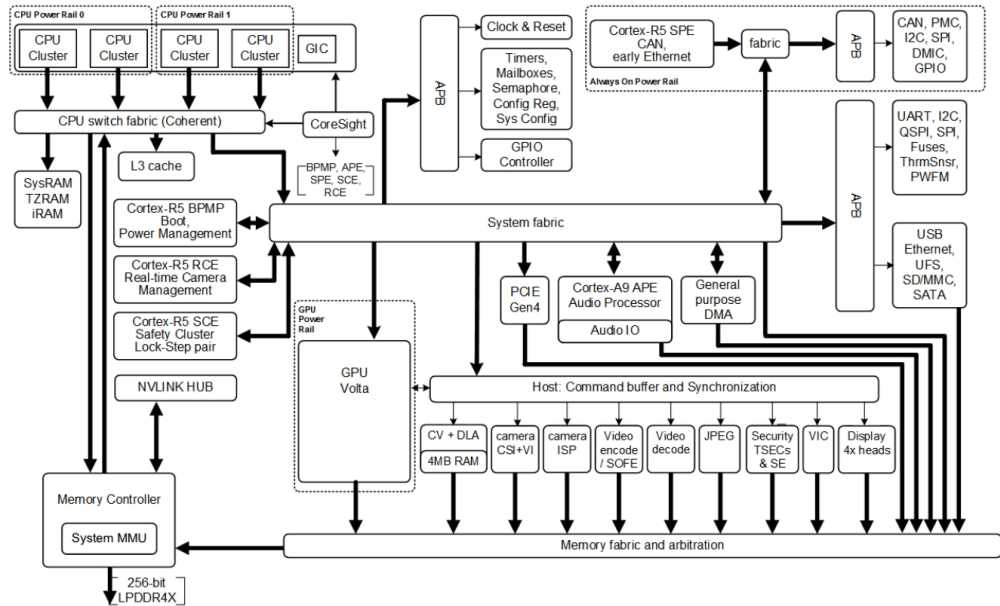 CPU Power Rail 0
CPU Power Rail 1
CPU
Cluster
CPU
Cluster
CPU
Cluster
CPU
Cluster
GIC
CPU switch fabric (Coherent)
CoreSight
L3 cache
SysRAM
TZRAM
iRAM
BPMP, APE,
SPE, SCE,
RCE
APB
Clock & Reset
Timers,
Mailboxes,
Semaphore,
Config Reg,
Sys Config
GPIO
Controller
Cortex-R5 SPE
CAN,
early Ethernet
fabric
APB
CAN, PMC,
I2C, SPI,
DMIC,
GPIO
Always On Power Rail
APB
UART, I2C,
QSPI, SPI,
Fuses,
ThrmSnsr,
PWFM
USB
Ethernet,
UFS,
SD/MMC,
SATA
Cortex-R5 BPMP
Boot,
Power Management
System fabric
Cortex-R5 RCE
Real-time Camera
Management
Cortex-R5 SCE
Safety Cluster
Lock-Step pair
NVLINK HUB
GPU
Power
Rail
GPU
Volta
PCIE
Gen4
Cortex-A9 APE
Audio Processor
Audio IO
General
purpose
DMA
Host: Command buffer and Synchronization
CV + DLA
4MB RAM
camera
CSI+VI
camera
ISP
Video
encode
/ SOFE
Video
decode
JPEG
Security
TSECs
& SE
VIC
Display
4x heads
Memory Controller
System MMU
Memory fabric and arbitration
256-bit
LPDDR4X